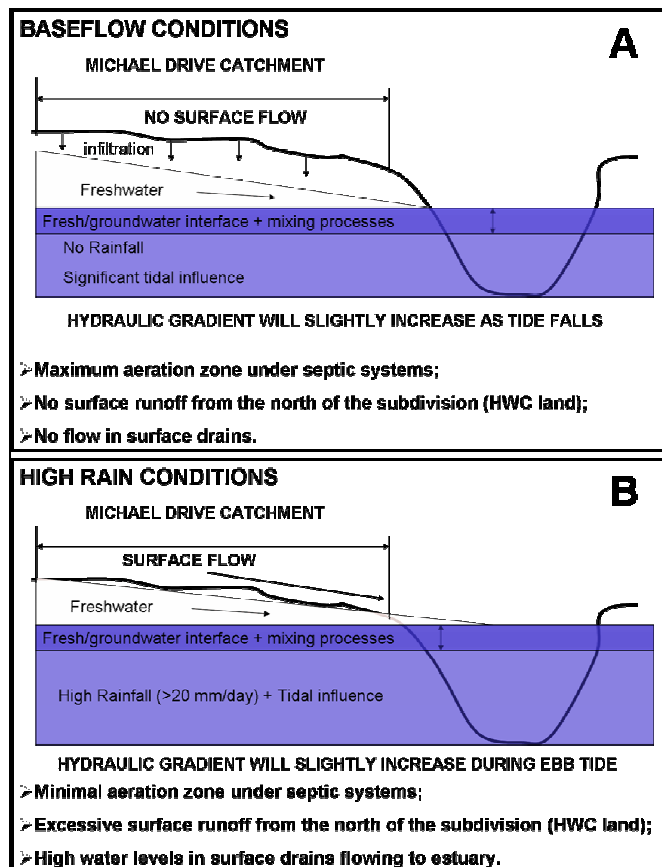 BASEFLOW CONDITIONS
A
MICHAEL DRIVE CATCHMENT
NO SURFACE FLOW
infiltration
Freshwater
Fresh/groundwater interface + mixing processes
No Rainfall
Significant tidal influence
HYDRAULIC GRADIENT WILL SLIGHTLY INCREASE AS TIDE FALLS
➢Maximum aeration zone under septic systems;
➢No surface runoff from the north of the subdivision (HWC land);
➢No flow in surface drains.
HIGH RAIN CONDITIONS
B
MICHAEL DRIVE CATCHMENT
SURFACE FLOW
Freshwater
Fresh/groundwater interface + mixing processes
High Rainfall (>20 mm/day) + Tidal influence
HYDRAULIC GRADIENT WILL SLIGHTLY INCREASE DURING EBB TIDE
➢Minimal aeration zone under septic systems;
➢Excessive surface runoff from the north of the subdivision (HWC land);
➢High water levels in surface drains flowing to estuary.